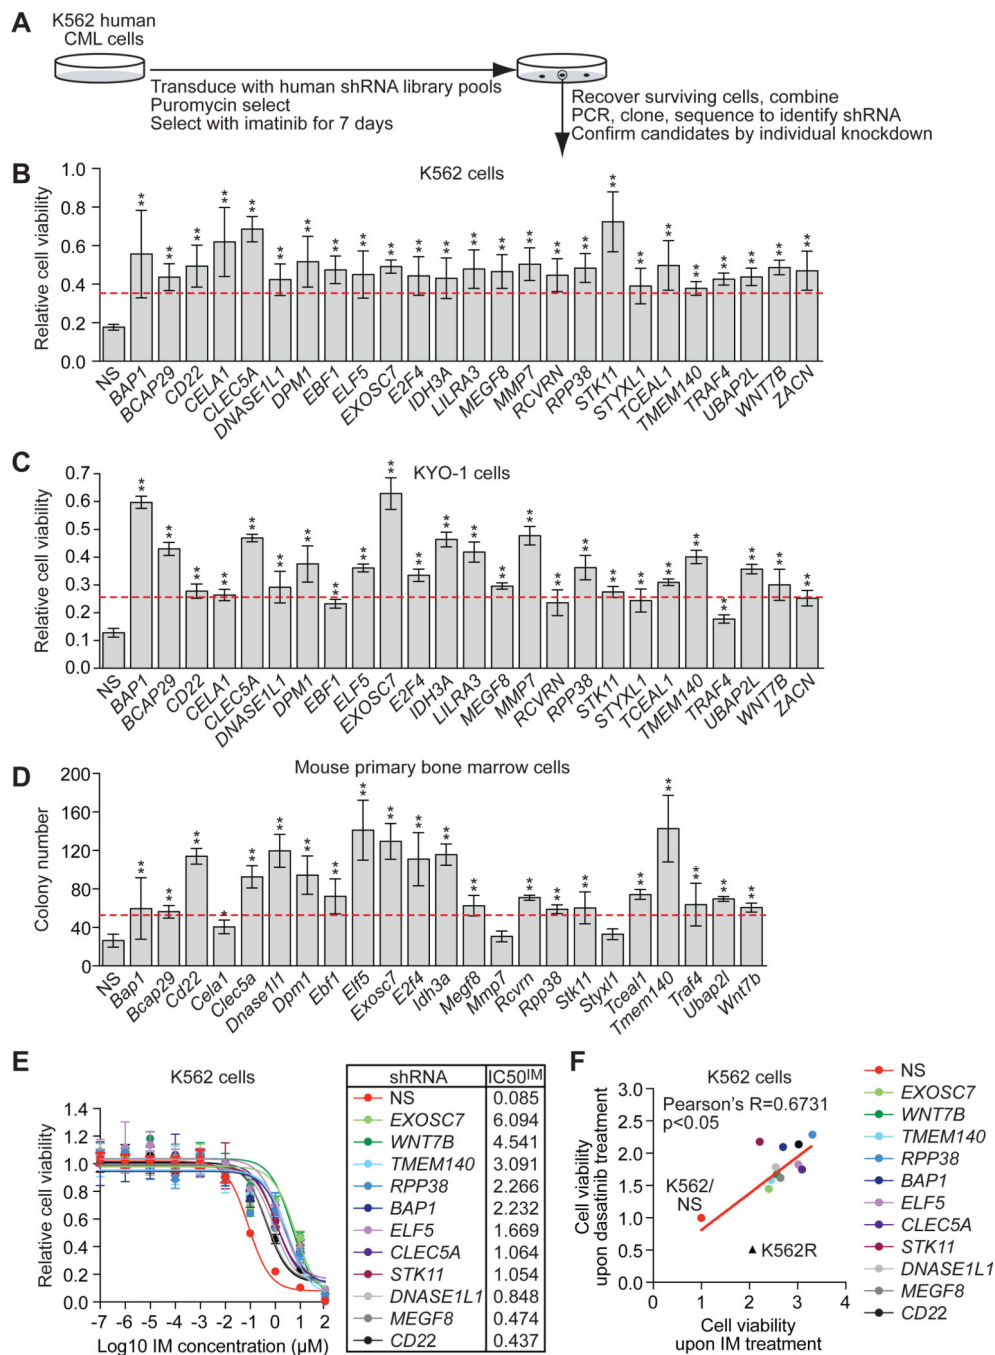 A
K562 human
CML cells
Transduce with human shRNA library pools
Puromycin select
Select with imatinib for 7 days
Recover surviving cells, combine
PCR, clone, sequence to identify shRNA
Confirm candidates by individual knockdown
B
K562 cells
Relative cell viability
1.0
0.8
0.6
0.4
0.2
0.0
**
NS
BAP1
BCAP29
CD22
CELA1
CLEC5A
DNASE1L1
DPM1
EBF1
ELF5
EXOSC7
E2F4
IDH3A
LILRA3
MEGF8
MMP7
RCVRN
RPP38
STK11
STYXL1
TCEAL1
TMEM140
TRAF4
UBAP2L
WNT7B
ZACN
C
KYO-1 cells
Relative cell viability
0.7
0.6
0.5
0.4
0.3
0.2
0.1
0.0
**
NS
BAP1
BCAP29
CD22
CELA1
CLEC5A
DNASE1L1
DPM1
EBF1
ELF5
EXOSC7
E2F4
IDH3A
LILRA3
MEGF8
MMP7
RCVRN
RPP38
STK11
STYXL1
TCEAL1
TMEM140
TRAF4
UBAP2L
WNT7B
ZACN
D
Mouse primary bone marrow cells
Colony number
200
160
120
80
40
0
**
*
NS
Bap1
Bcap29
Cd22
Cela1
Clec5a
Dnase1l1
Dpm1
Ebf1
Elf5
Exosc7
E2f4
Idh3a
Megf8
Mmp7
Rcvrn
Rpp38
Stk11
Styxl1
Tceal1
Tmem140
Traf4
Ubap2l
Wnt7b
E
K562 cells
Relative cell viability
1.4
1.2
1.0
0.8
0.6
0.4
0.2
0.0
-7 -6 -5 -4 -3 -2 -1 0 1 2
Log10 IM concentration (µM)
shRNA IC50IM
NS 0.085
EXOSC7 6.094
WNT7B 4.541
TMEM140 3.091
RPP38 2.266
BAP1 2.232
ELF5 1.669
CLEC5A 1.064
STK11 1.054
DNASE1L1 0.848
MEGF8 0.474
CD22 0.437
F
K562 cells
Cell viability
upon dasatinib treatment
3.0
2.5
2.0
1.5
1.0
0.5
0.0
Pearson's R=0.6731
p<0.05
K562/
NS
K562R
0 1 2 3 4
Cell viability
upon IM treatment
NS
EXOSC7
WNT7B
TMEM140
RPP38
BAP1
ELF5
CLEC5A
STK11
DNASE1L1
MEGF8
CD22